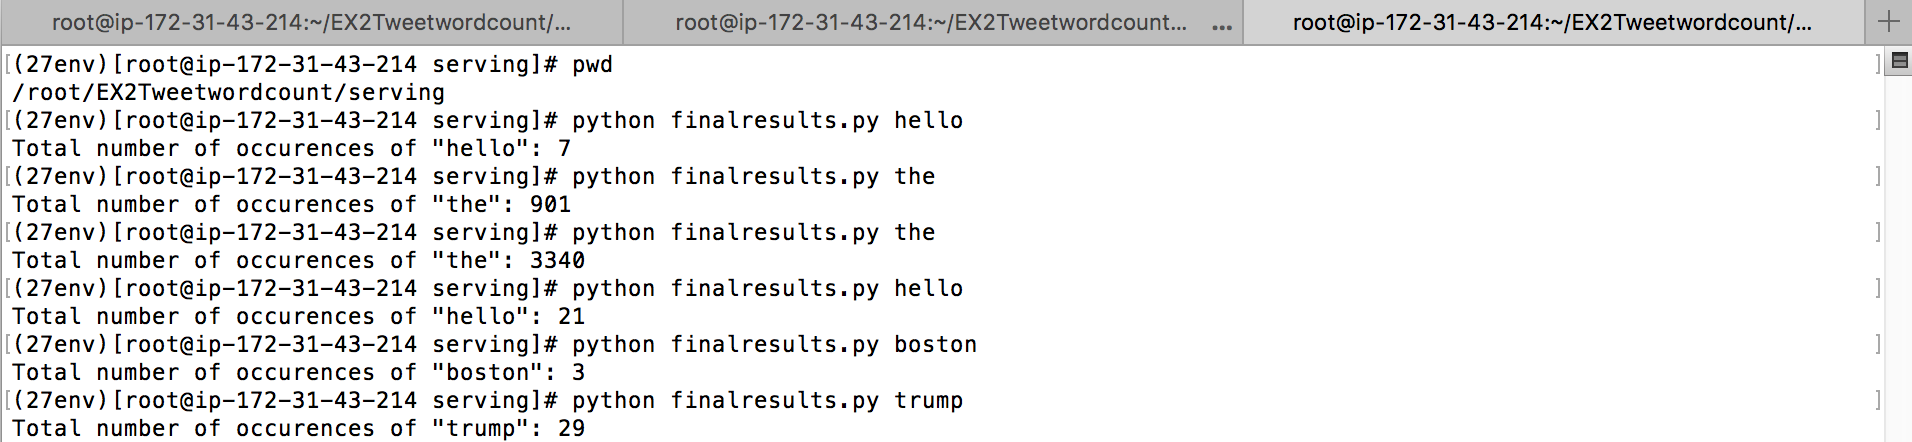 root@ip-172-31-43-214:~/EX2Tweetwordcount/... root@ip-172-31-43-214:~/EX2Tweetwordcount... ... root@ip-172-31-43-214:~/EX2Tweetwordcount/... +
[(27env)[root@ip-172-31-43-214 serving]# pwd ]
/root/EX2Tweetwordcount/serving
[(27env)[root@ip-172-31-43-214 serving]# python finalresults.py hello ]
Total number of occurences of "hello": 7
[(27env)[root@ip-172-31-43-214 serving]# python finalresults.py the ]
Total number of occurences of "the": 901
[(27env)[root@ip-172-31-43-214 serving]# python finalresults.py the ]
Total number of occurences of "the": 3340
[(27env)[root@ip-172-31-43-214 serving]# python finalresults.py hello ]
Total number of occurences of "hello": 21
[(27env)[root@ip-172-31-43-214 serving]# python finalresults.py boston ]
Total number of occurences of "boston": 3
[(27env)[root@ip-172-31-43-214 serving]# python finalresults.py trump ]
Total number of occurences of "trump": 29